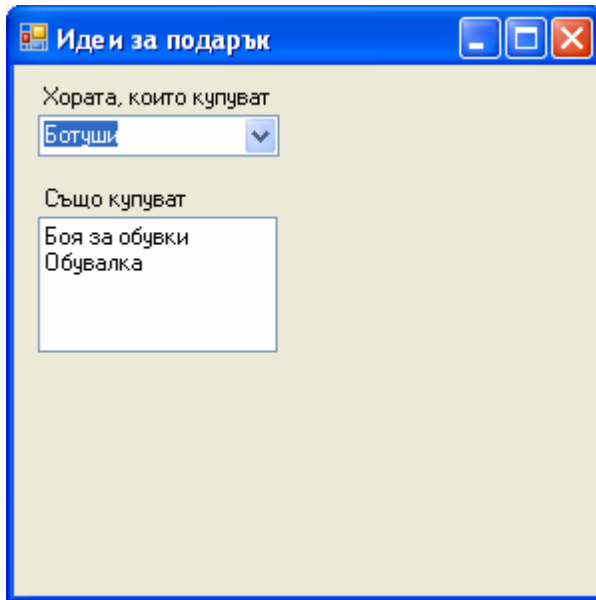 Идеи за подарък
Хората, които купуват
Ботуши
Също купуват
Боя за обувки
Обувалка